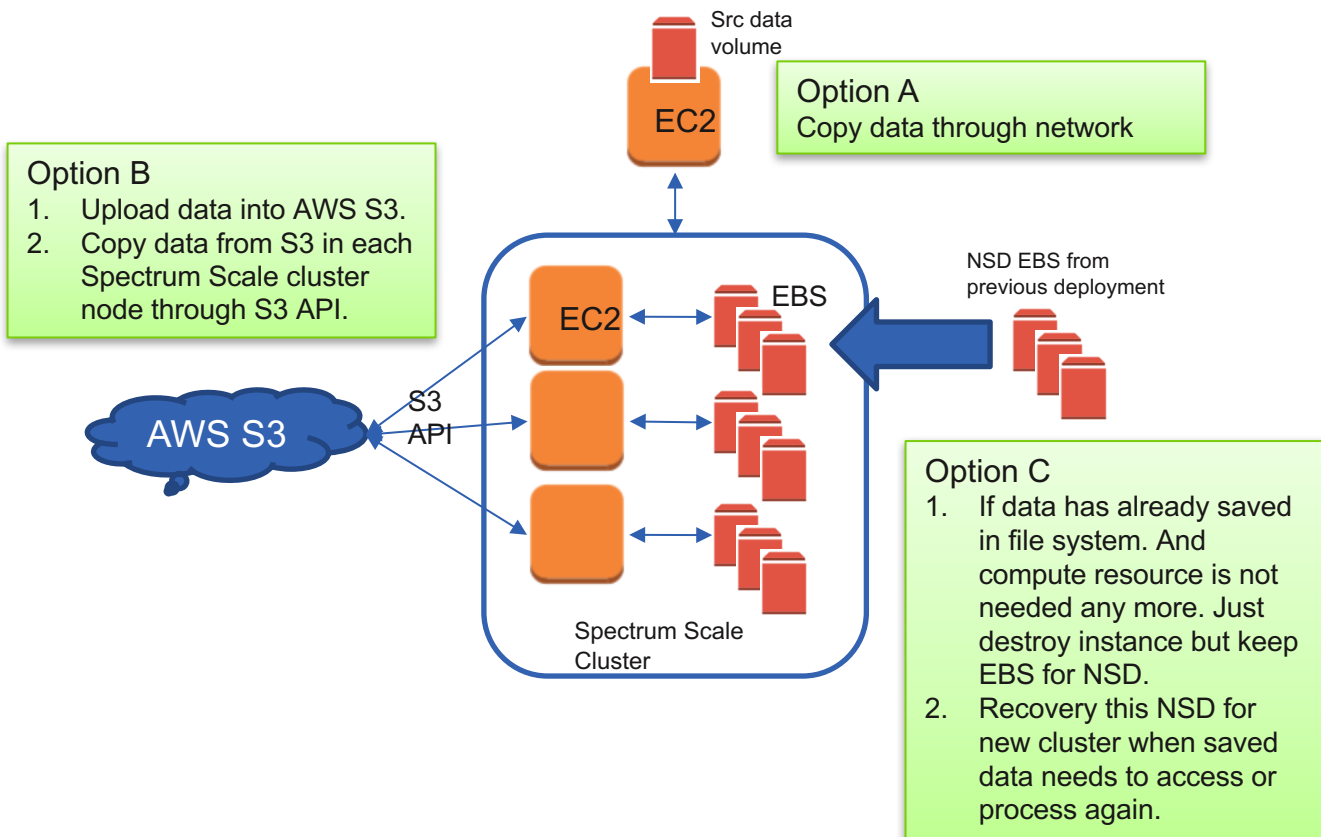 Src data
volume
EC2
Option A
Copy data through network
Option B
1. Upload data into AWS S3.
2. Copy data from S3 in each
Spectrum Scale cluster
node through S3 API.
NSD EBS from
previous deployment
EC2
EBS
S3
API
AWS S3
Spectrum Scale
Cluster
Option C
1. If data has already saved
in file system. And
compute resource is not
needed any more. Just
destroy instance but keep
EBS for NSD.
2. Recovery this NSD for
new cluster when saved
data needs to access or
process again.